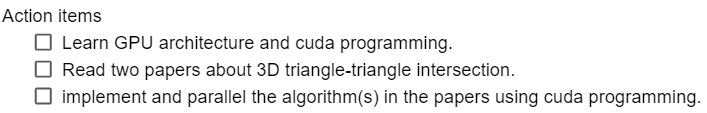 Action items
Learn GPU architecture and cuda programming.
Read two papers about 3D triangle-triangle intersection.
implement and parallel the algorithm(s) in the papers using cuda programming.